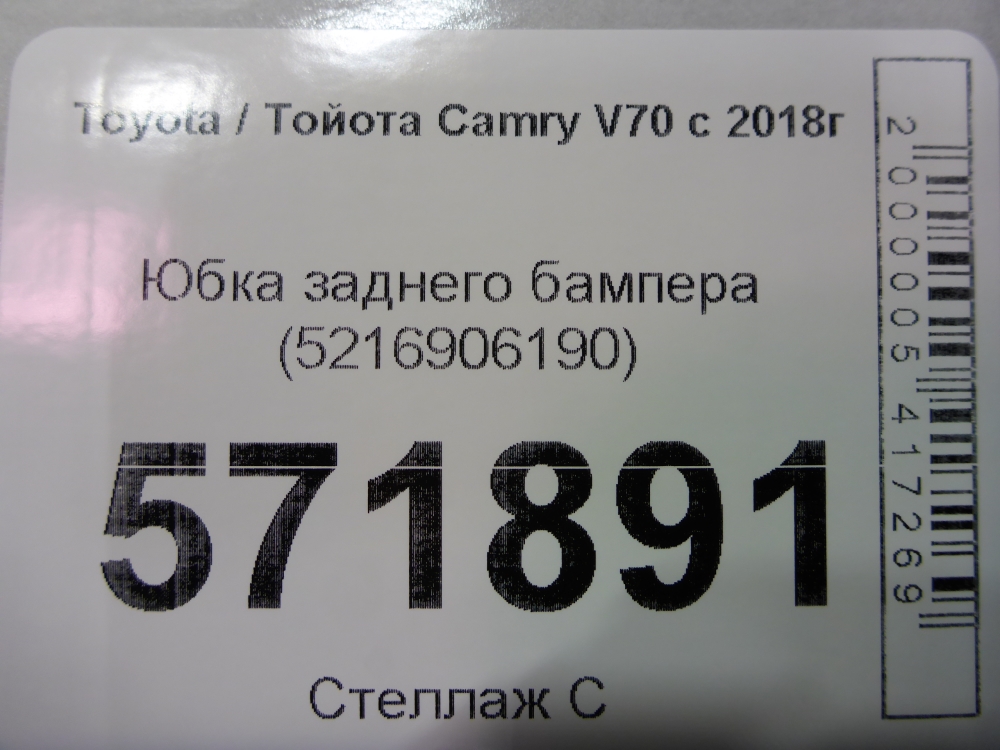 Toyota / Тойота Camry V70 с 2018г
Юбка заднего бампера
(5216906190)
571891
Стеллаж С
2000005417269